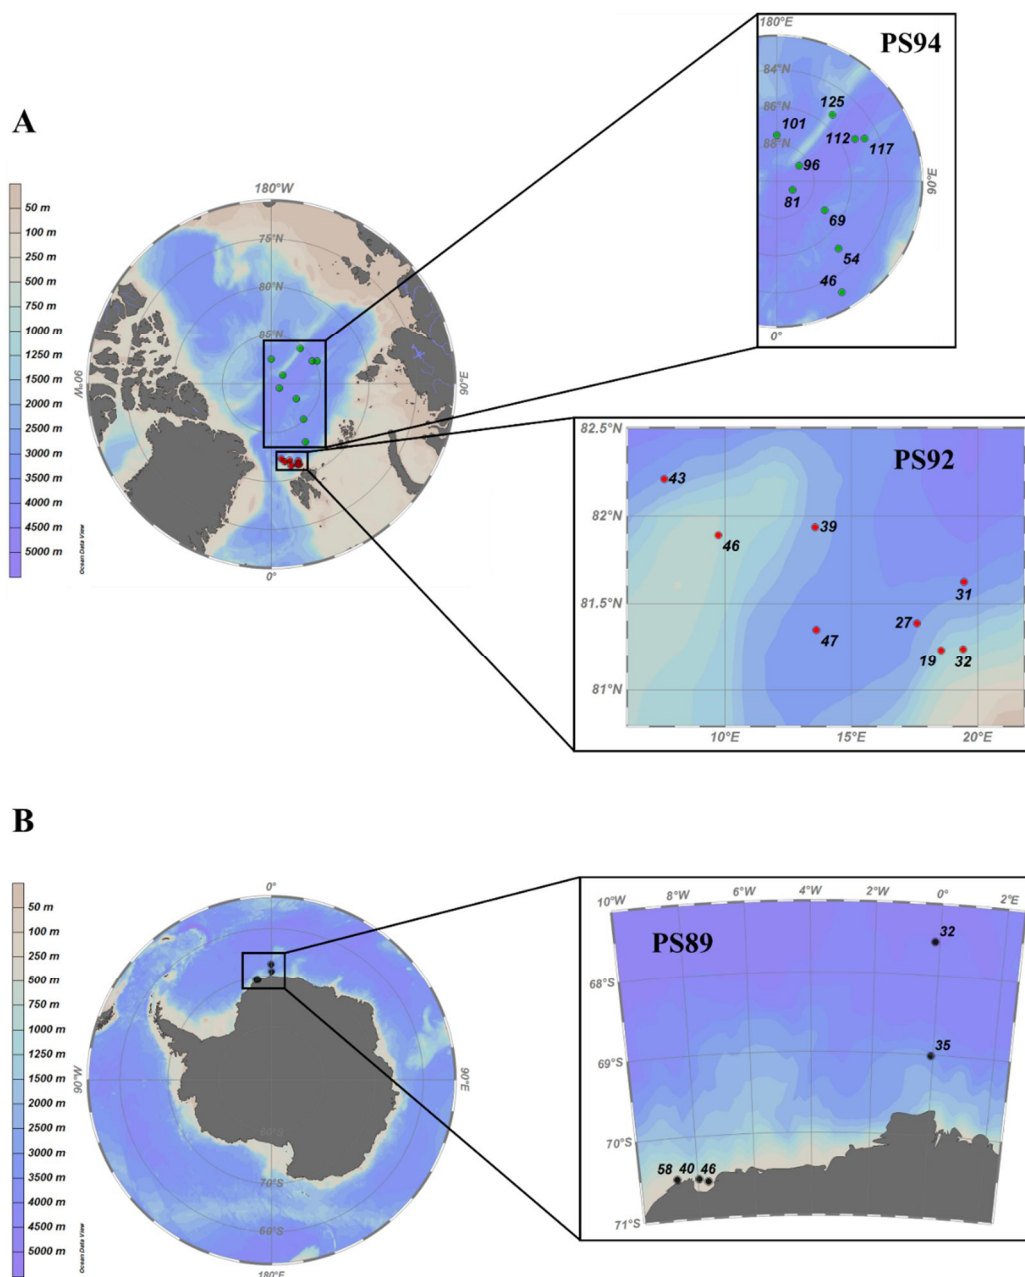 A
180°W
75°N
80°N
85°N
90°W
90°E
0°
50 m
100 m
250 m
500 m
750 m
1000 m
1250 m
1500 m
2000 m
2500 m
3000 m
3500 m
4000 m
4500 m
5000 m
Ocean Data View
180°E
PS94
84°N
86°N
88°N
90°E
0°
125
101
112
117
96
81
69
54
46
82.5°N
82°N
81.5°N
81°N
10°E
15°E
20°E
PS92
43
39
46
31
27
47
19
32
B
0°
90°W
90°E
70°S
180°E
50 m
100 m
250 m
500 m
750 m
1000 m
1250 m
1500 m
2000 m
2500 m
3000 m
3500 m
4000 m
4500 m
5000 m
Ocean Data View
10°W
8°W
6°W
4°W
2°W
0°W
2°E
PS89
32
68°S
35
69°S
70°S
58 40 46
71°S